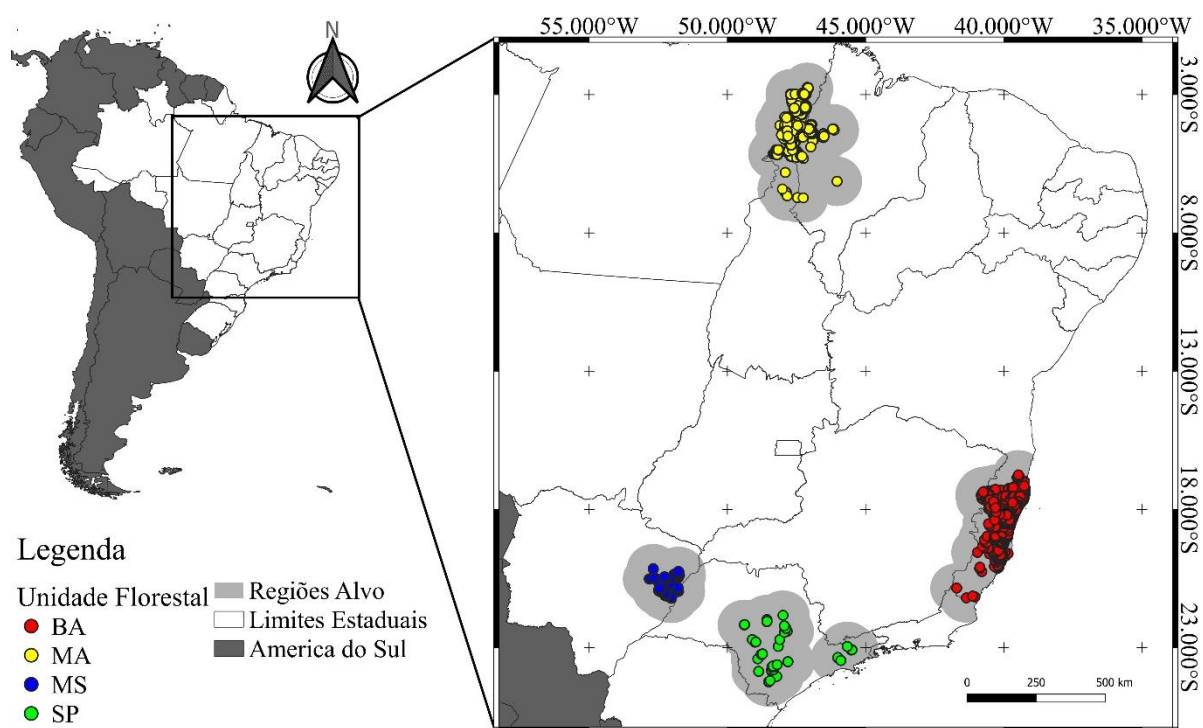 55.000°W 50.000°W 45.000°W 40.000°W 35.000°W
N
3.000°S
8.000°S
13.000°S
18.000°S
23.000°S
Legenda
Unidade Florestal
BA
MA
MS
SP
Regiões Alvo
Limites Estaduais
America do Sul
0 250 500 km